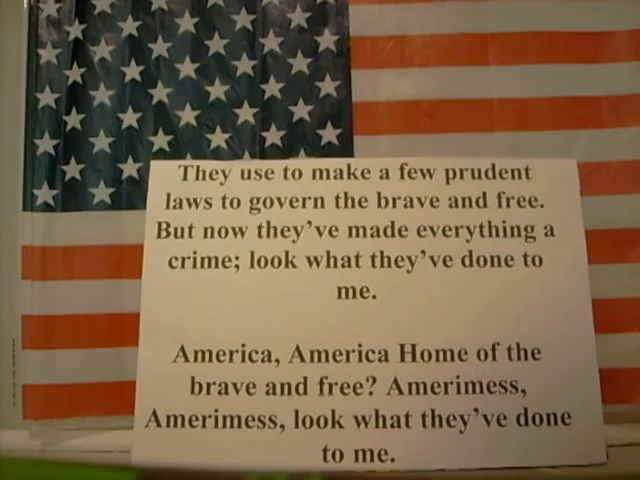 They use to make a few prudent
laws to govern the brave and free.
But now they've made everything a
crime; look what they've done to
me.
America, America Home of the
brave and free? Amerimess,
Amerimess, look what they've done
to me.